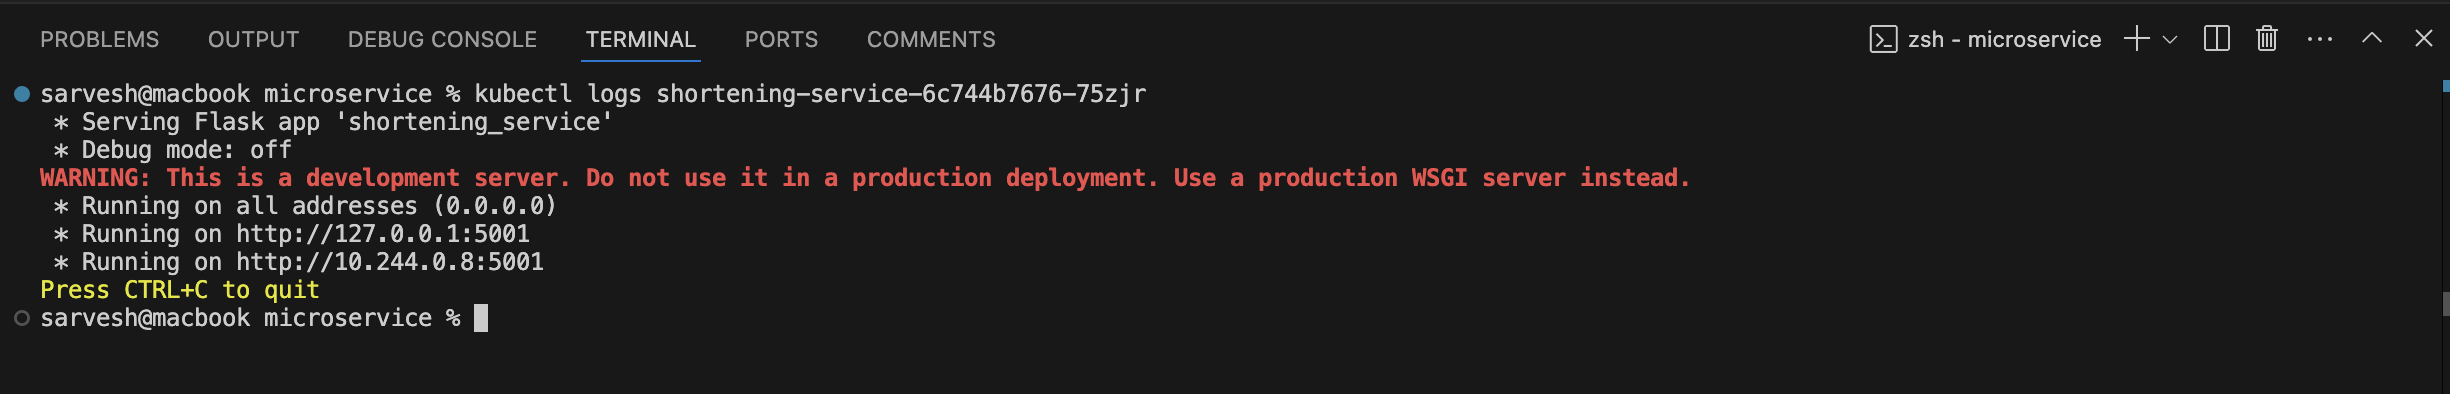 PROBLEMS OUTPUT DEBUG CONSOLE TERMINAL PORTS COMMENTS zsh - microservice
sarvesh@macbook microservice % kubectl logs shortening-service-6c744b7676-75zjr
* Serving Flask app 'shortening_service'
* Debug mode: off
WARNING: This is a development server. Do not use it in a production deployment. Use a production WSGI server instead.
* Running on all addresses (0.0.0.0)
* Running on http://127.0.0.1:5001
* Running on http://10.244.0.8:5001
Press CTRL+C to quit
sarvesh@macbook microservice %